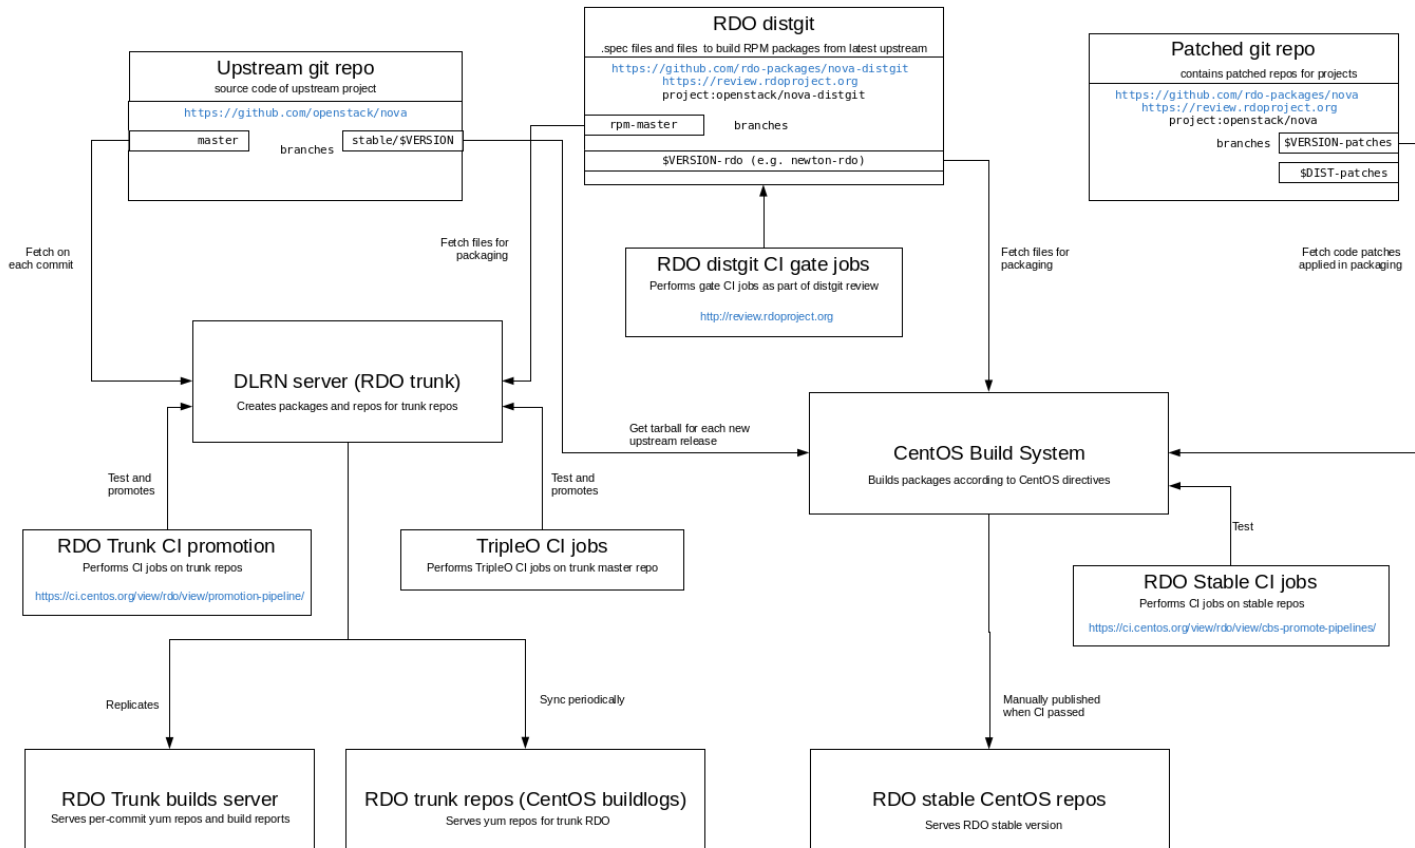 RDO distgit
.spec files and files to build RPM packages from latest upstream
https://github.com/rdo-packages/nova-distgit
https://review.rdoproject.org
project:openstack/nova-distgit
rpm-master
branches
$VERSION-rdo (e.g. newton-rdo)
Upstream git repo
source code of upstream project
https://github.com/openstack/nova
master
branches
stable/$VERSION
Patched git repo
contains patched repos for projects
https://github.com/rdo-packages/nova
https://review.rdoproject.org
project:openstack/nova
branches
$VERSION-patches
$DIST-patches
Fetch on
each commit
Fetch files for
packaging
RDO distgit CI gate jobs
Performs gate CI jobs as part of distgit review
http://review.rdoproject.org
Fetch files for
packaging
Fetch code patches
applied in packaging
DLRN server (RDO trunk)
Creates packages and repos for trunk repos
Get tarball for each new
upstream release
CentOS Build System
Builds packages according to CentOS directives
Test and
promotes
Test and
promotes
Test
RDO Trunk CI promotion
Performs CI jobs on trunk repos
https://ci.centos.org/view/rdo/view/promotion-pipeline/
TripleO CI jobs
Performs TripleO CI jobs on trunk master repo
RDO Stable CI jobs
Performs CI jobs on stable repos
https://ci.centos.org/view/rdo/view/cbs-promote-pipelines/
Replicates
Sync periodically
Manually published
when CI passed
RDO Trunk builds server
Serves per-commit yum repos and build reports
RDO trunk repos (CentOS buildlogs)
Serves yum repos for trunk RDO
RDO stable CentOS repos
Serves RDO stable version